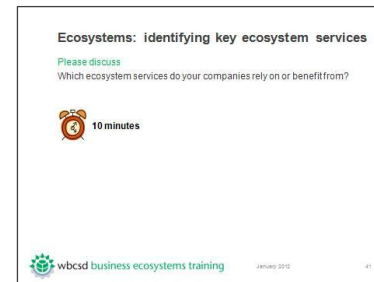 Ecosystems: identifying key ecosystem services
Please discuss
Which ecosystem services do your companies rely on or benefit from?
10 minutes
wbcsd business ecosystems training
January 2012
41